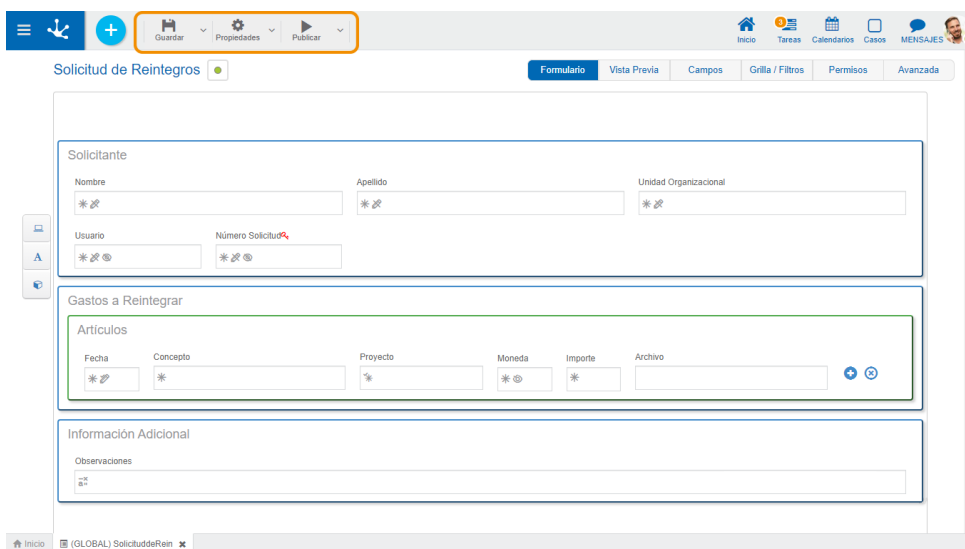 Guardar Propiedades Publicar
3
Inicio Tareas Calendarios Casos MENSAJES
Solicitud de Reintegros
Formulario Vista Previa Campos Grilla / Filtros Permisos Avanzada
Solicitante
Nombre Apellido Unidad Organizacional
Usuario Número Solicitud
A
Gastos a Reintegrar
Artículos
Fecha Concepto Proyecto Moneda Importe Archivo
Información Adicional
Observaciones
Inicio (GLOBAL) SolicituddeRein